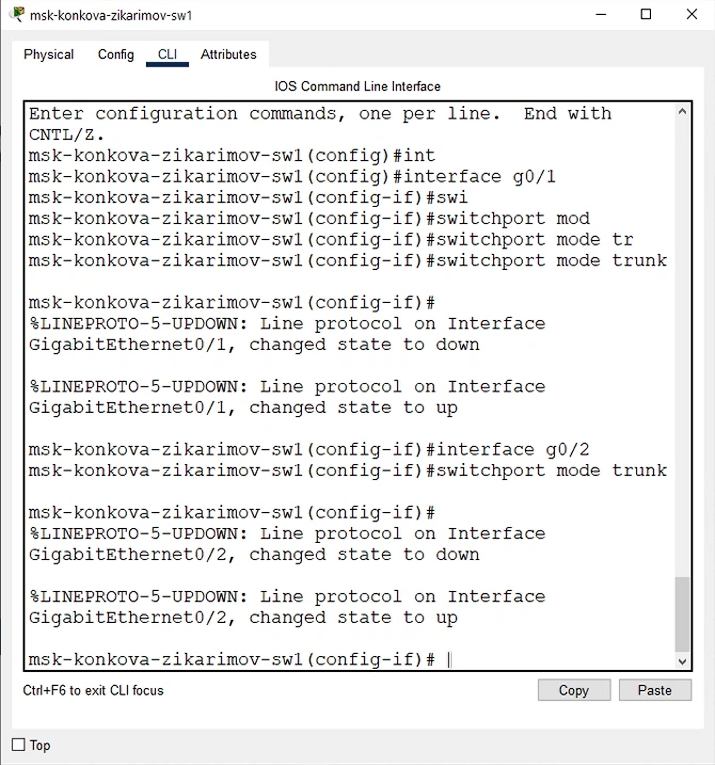 msk-konkova-zikarimov-sw1
Physical Config CLI Attributes
IOS Command Line Interface
Enter configuration commands, one per line.  End with
CNTL/Z.
msk-konkova-zikarimov-sw1(config)#int
msk-konkova-zikarimov-sw1(config)#interface g0/1
msk-konkova-zikarimov-sw1(config-if)#swi
msk-konkova-zikarimov-sw1(config-if)#switchport mod
msk-konkova-zikarimov-sw1(config-if)#switchport mode tr
msk-konkova-zikarimov-sw1(config-if)#switchport mode trunk
msk-konkova-zikarimov-sw1(config-if)#
%LINEPROTO-5-UPDOWN: Line protocol on Interface
GigabitEthernet0/1, changed state to down
%LINEPROTO-5-UPDOWN: Line protocol on Interface
GigabitEthernet0/1, changed state to up
msk-konkova-zikarimov-sw1(config-if)#interface g0/2
msk-konkova-zikarimov-sw1(config-if)#switchport mode trunk
msk-konkova-zikarimov-sw1(config-if)#
%LINEPROTO-5-UPDOWN: Line protocol on Interface
GigabitEthernet0/2, changed state to down
%LINEPROTO-5-UPDOWN: Line protocol on Interface
GigabitEthernet0/2, changed state to up
msk-konkova-zikarimov-sw1(config-if)#
Ctrl+F6 to exit CLI focus Copy Paste
Top